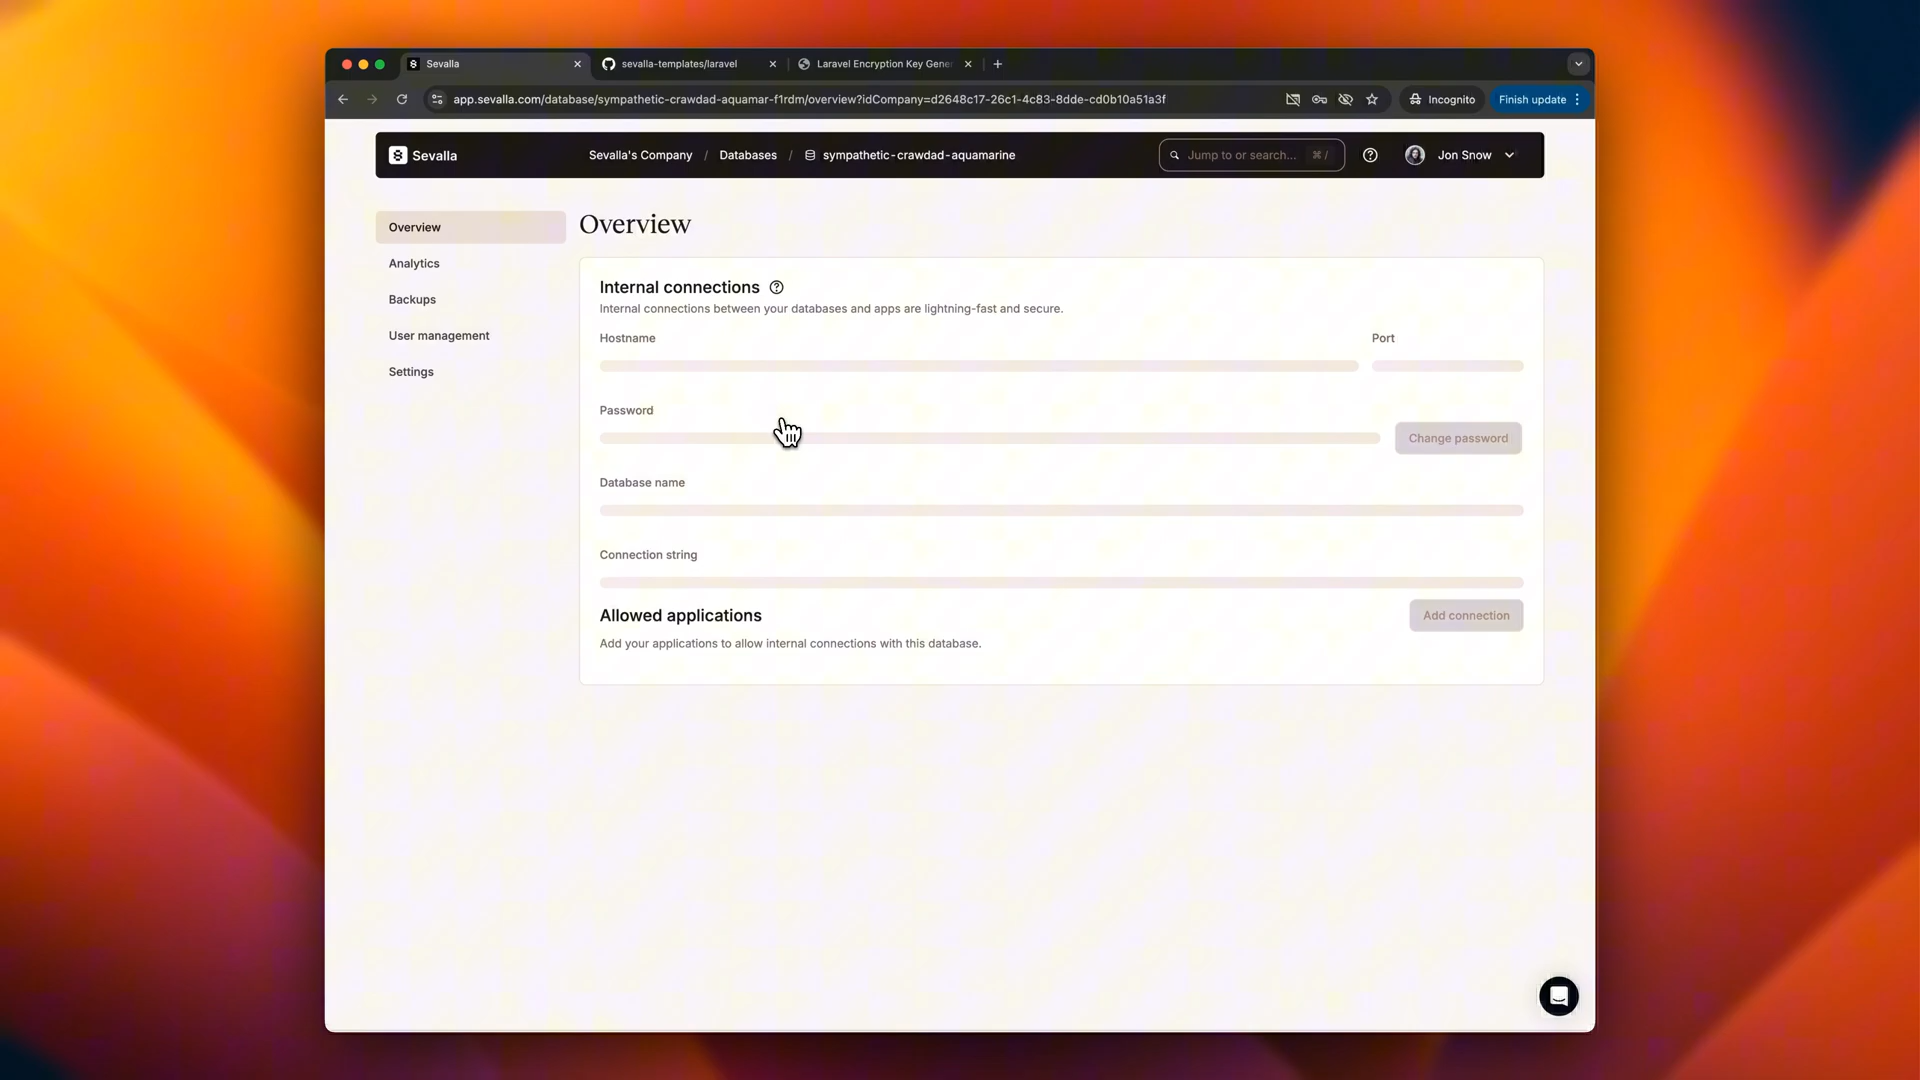 Sevalla
sevalla-templates/laravel
Laravel Encryption Key Gene
app.sevalla.com/database/sympathetic-crawdad-aquamar-f1rdm/overview?idCompany=d2648c17-26c1-4c83-8dde-cd0b10a51a3f
Incognito
Finish update
Sevalla
Sevalla's Company / Databases / sympathetic-crawdad-aquamarine
Jump to or search... ⌘ /
Jon Snow
Overview
Analytics
Backups
User management
Settings
Overview
Internal connections
Internal connections between your databases and apps are lightning-fast and secure.
Hostname
Port
Password
Change password
Database name
Connection string
Allowed applications
Add connection
Add your applications to allow internal connections with this database.